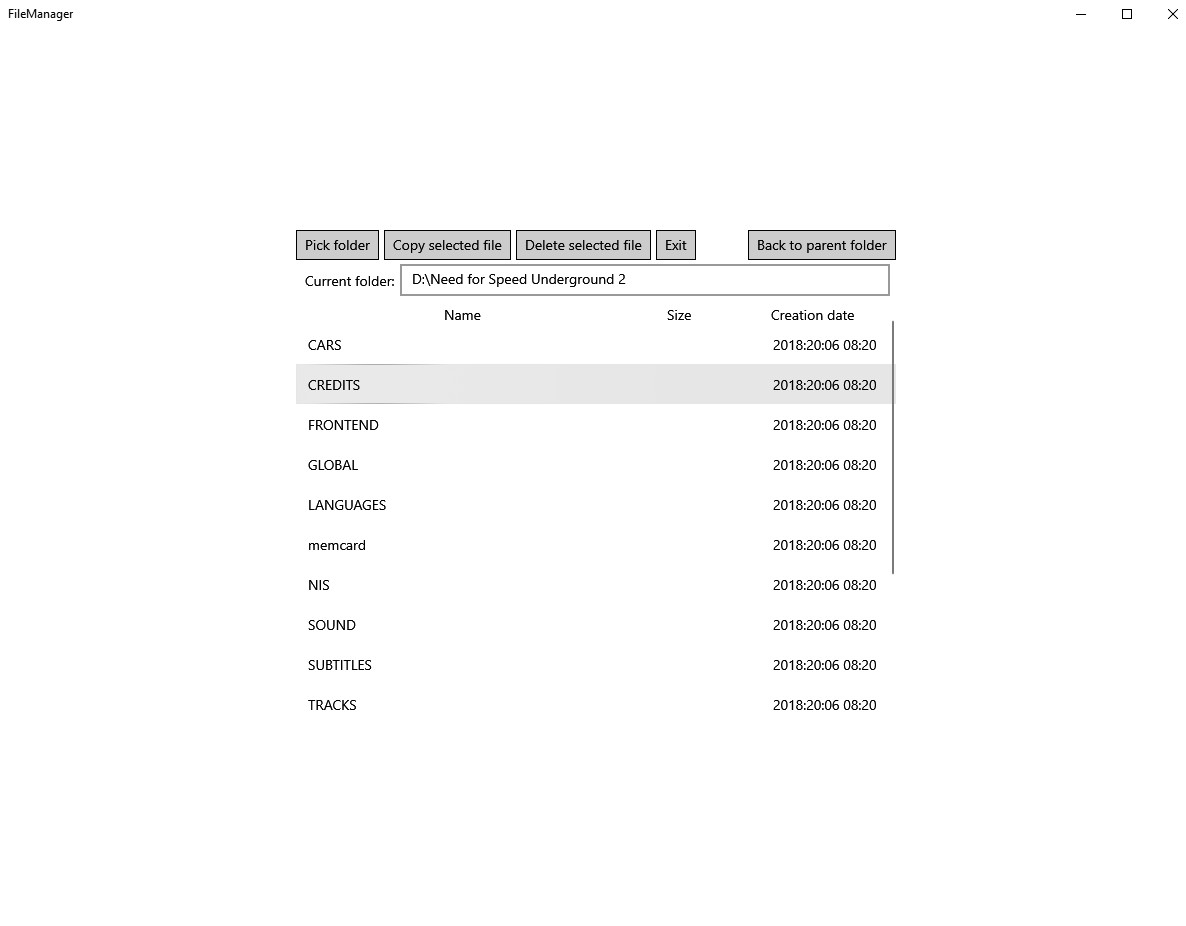 FileManager
Pick folder Copy selected file Delete selected file Exit Back to parent folder
Current folder: D:\Need for Speed Underground 2
Name Size Creation date
CARS 2018:20:06 08:20
CREDITS 2018:20:06 08:20
FRONTEND 2018:20:06 08:20
GLOBAL 2018:20:06 08:20
LANGUAGES 2018:20:06 08:20
memcard 2018:20:06 08:20
NIS 2018:20:06 08:20
SOUND 2018:20:06 08:20
SUBTITLES 2018:20:06 08:20
TRACKS 2018:20:06 08:20